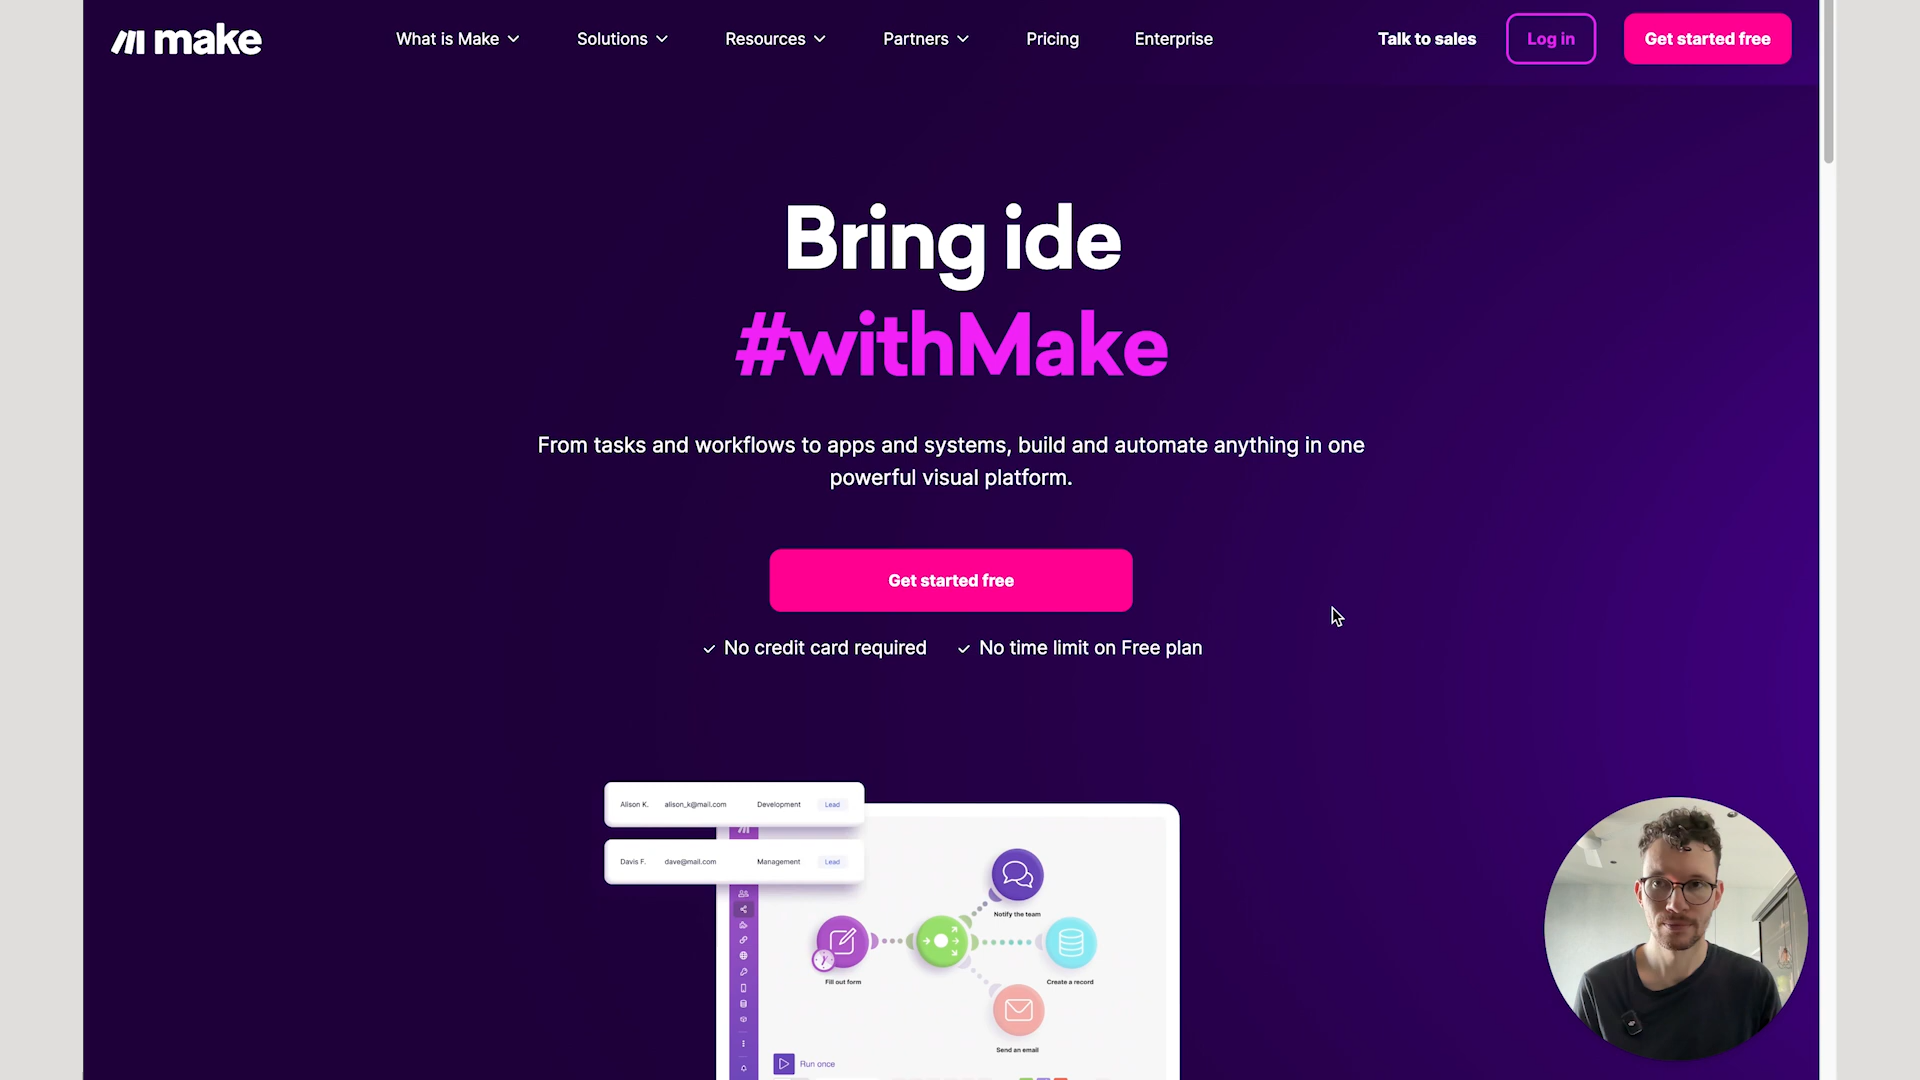 make
What is Make
Solutions
Resources
Partners
Pricing
Enterprise
Talk to sales
Log in
Get started free
Bring ide
#withMake
From tasks and workflows to apps and systems, build and automate anything in one
powerful visual platform.
Get started free
No credit card required
No time limit on Free plan
Alison K. alison_k@mail.com Development Lead
Davis F. dave@mail.com Management Lead
Notify the team
Fill out form
Create a record
Send an email
Run once